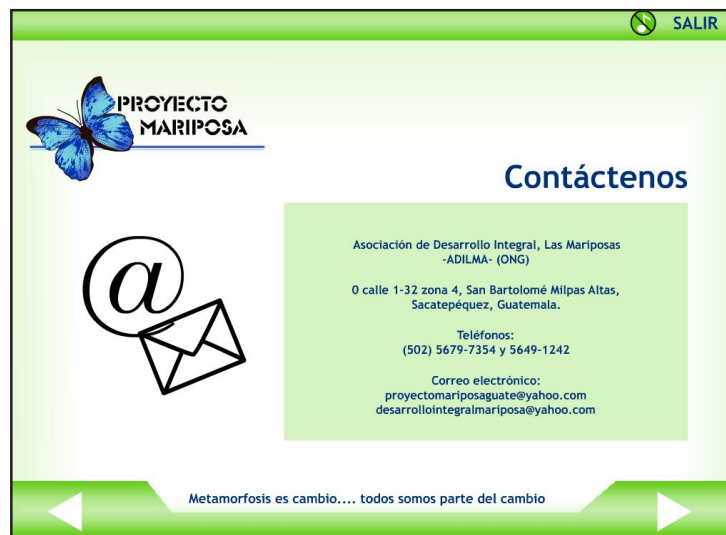 SALIR
PROYECTO
MARIPOSA
Contáctenos
Asociación de Desarrollo Integral, Las Mariposas
-ADILMA- (ONG)
0 calle 1-32 zona 4, San Bartolomé Milpas Altas,
Sacatepéquez, Guatemala.
Teléfonos:
(502) 5679-7354 y 5649-1242
Correo electrónico:
proyectomariposaguate@yahoo.com
desarrollointegralmariposa@yahoo.com
Metamorfosis es cambio.... todos somos parte del cambio